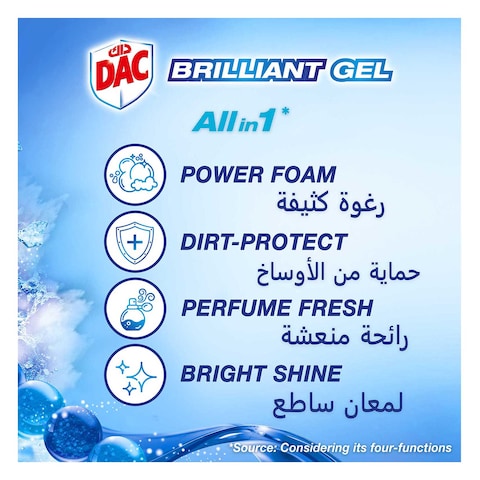 داك
DAC
BRILLIANT GEL
All in 1*
POWER FOAM
رغوة كثيفة
DIRT-PROTECT
حماية من الأوساخ
PERFUME FRESH
رائحة منعشة
BRIGHT SHINE
لمعان ساطع
*Source: Considering its four-functions